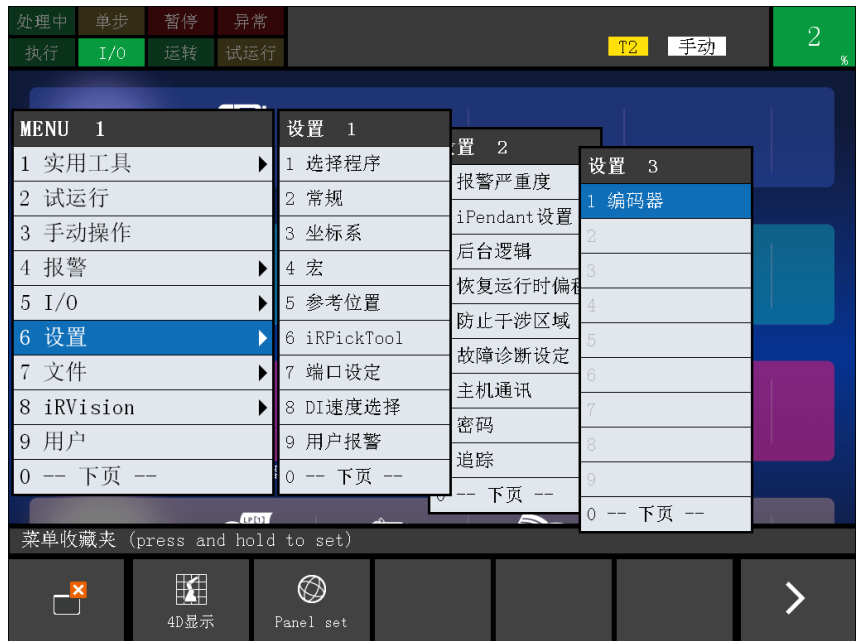 处理中 单步 暂停 异常
执行 I/O 运转 试运行
T2 手动 2 %
MENU 1
1 实用工具
2 试运行
3 手动操作
4 报警
5 I/O
6 设置
7 文件
8 iRVision
9 用户
0 -- 下页 --
设置 1
1 选择程序
2 常规
3 坐标系
4 宏
5 参考位置
6 iRPickTool
7 端口设定
8 DI速度选择
9 用户报警
0 -- 下页 --
置 2
报警严重度
iPendant设置
后台逻辑
恢复运行时偏移
防止干涉区域
故障诊断设定
主机通讯
密码
追踪
0 -- 下页 --
设置 3
1 编码器
2
3
4
5
6
7
8
9
0 -- 下页 --
LP[1]
菜单收藏夹 (press and hold to set)
4D显示 Panel set